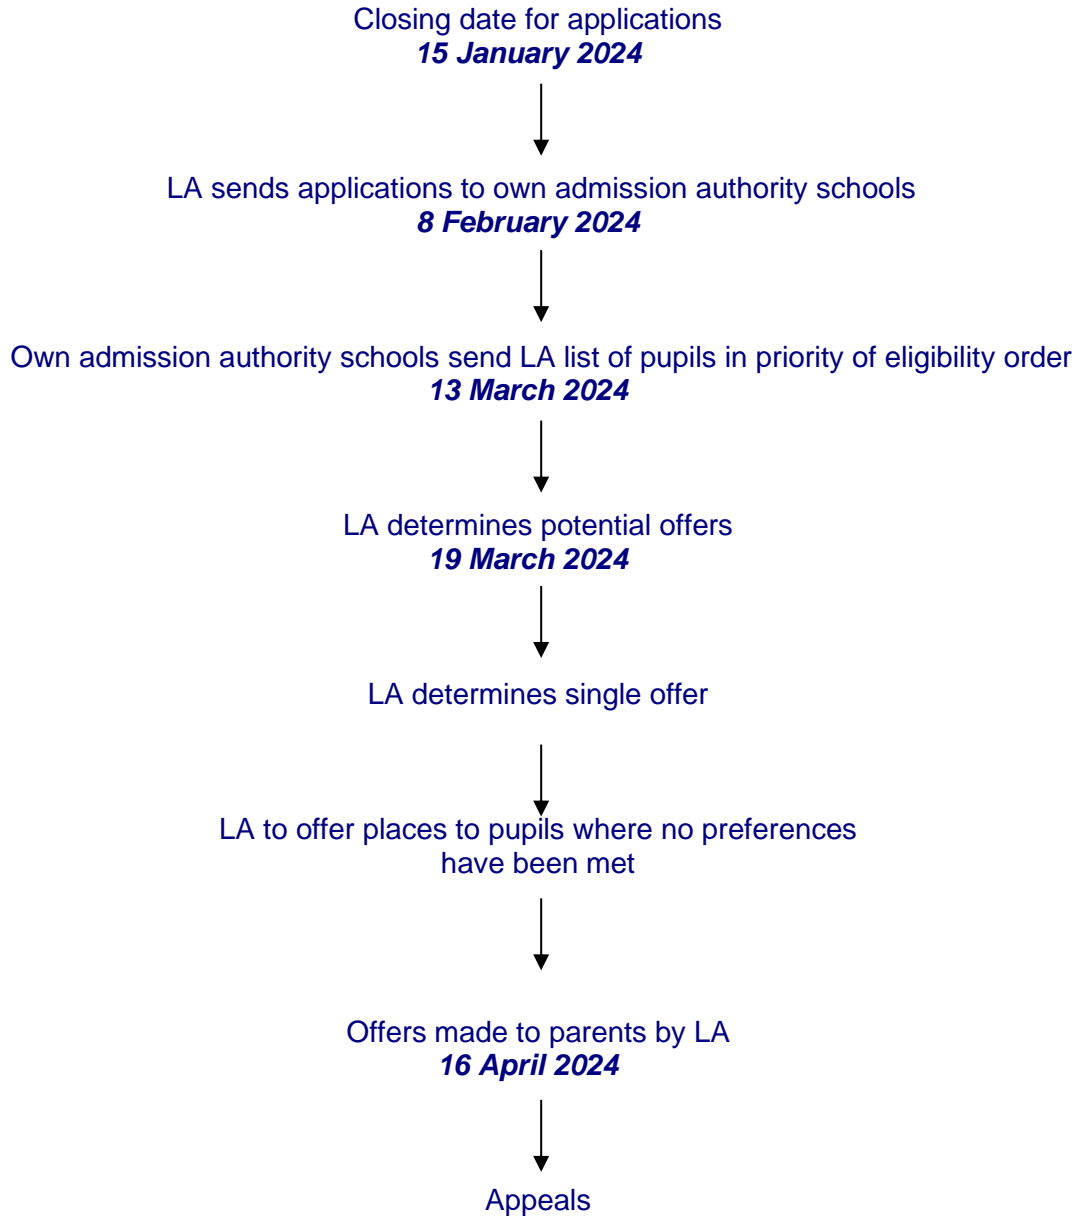 Closing date for applications
15 January 2024
LA sends applications to own admission authority schools
8 February 2024
Own admission authority schools send LA list of pupils in priority of eligibility order
13 March 2024
LA determines potential offers
19 March 2024
LA determines single offer
LA to offer places to pupils where no preferences
have been met
Offers made to parents by LA
16 April 2024
Appeals